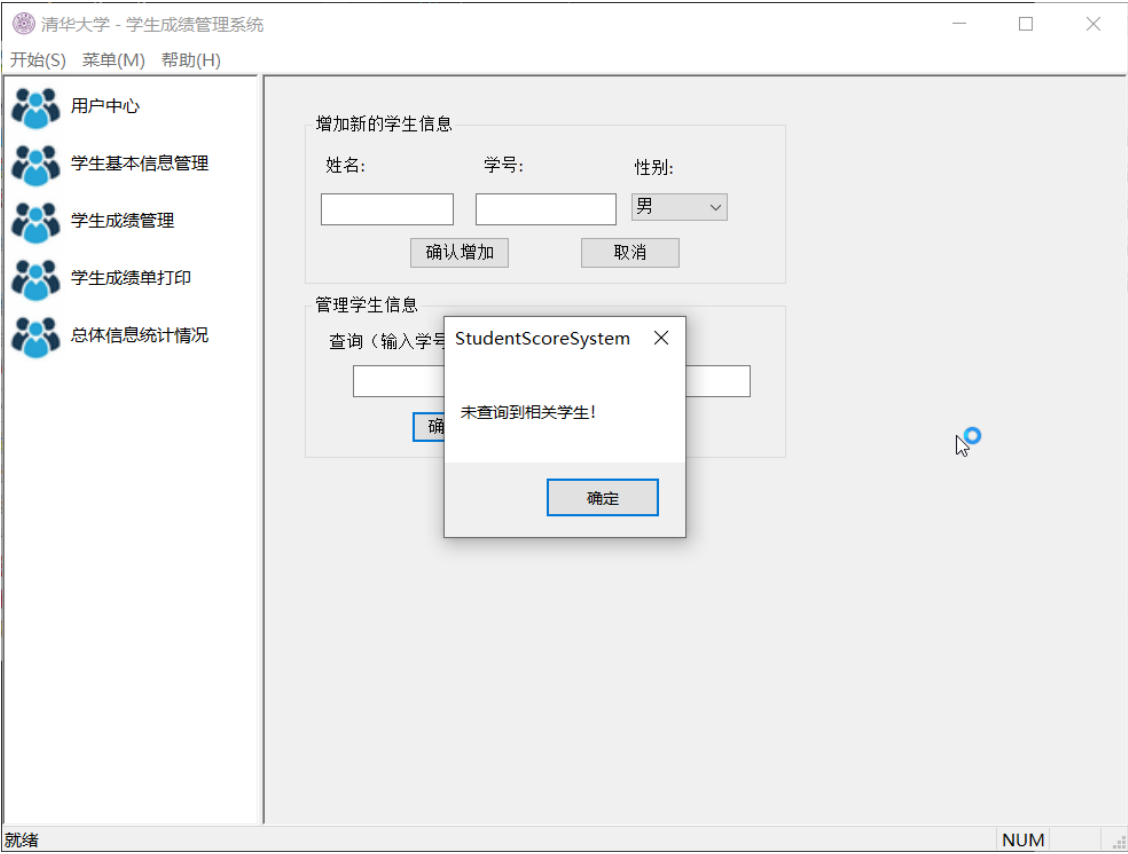 清华大学 - 学生成绩管理系统
开始(S) 菜单(M) 帮助(H)
用户中心
学生基本信息管理
学生成绩管理
学生成绩单打印
总体信息统计情况
增加新的学生信息
姓名: 学号: 性别:
男
确认增加 取消
管理学生信息
查询（输入学号
确
StudentScoreSystem
未查询到相关学生！
确定
就绪 NUM